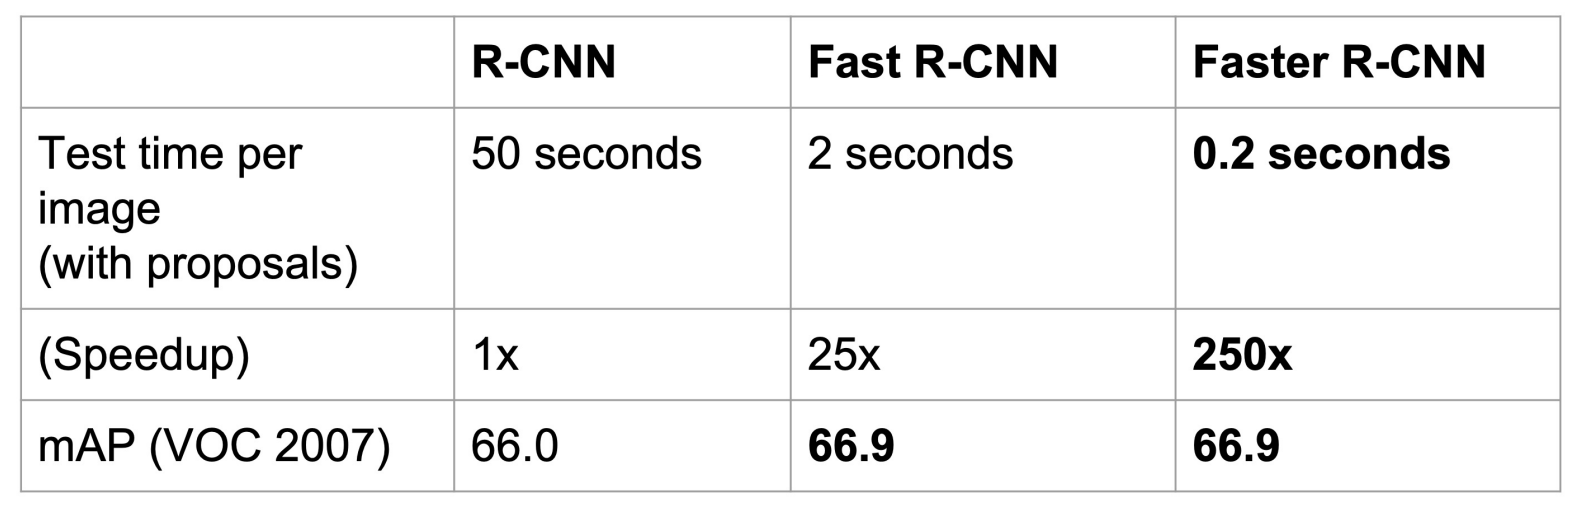 R-CNN Fast R-CNN Faster R-CNN
Test time per 50 seconds 2 seconds 0.2 seconds
image
(with proposals)
(Speedup) 1x 25x 250x
mAP (VOC 2007) 66.0 66.9 66.9